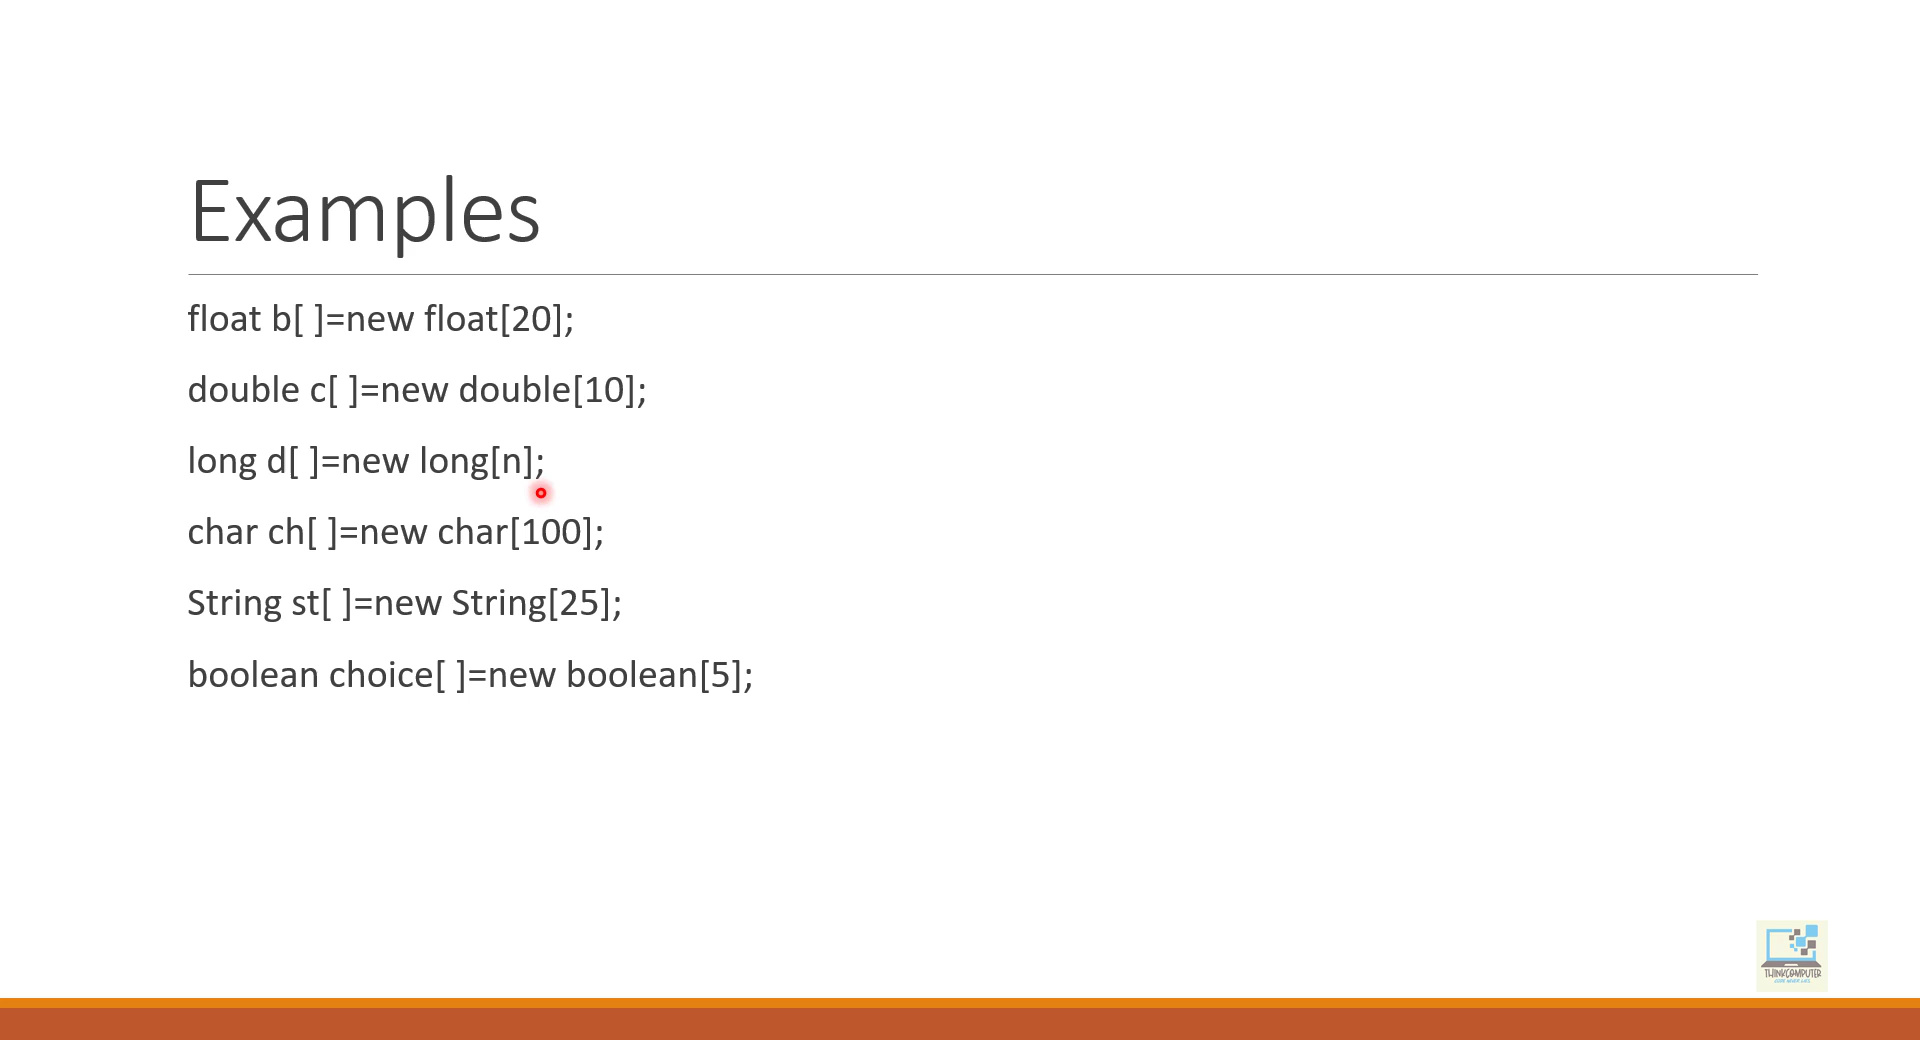 Examples
float b[ ]=new float[20];
double c[ ]=new double[10];
long d[ ]=new long[n];
char ch[ ]=new char[100];
String st[ ]=new String[25];
boolean choice[ ]=new boolean[5];
THINKCOMPUTER